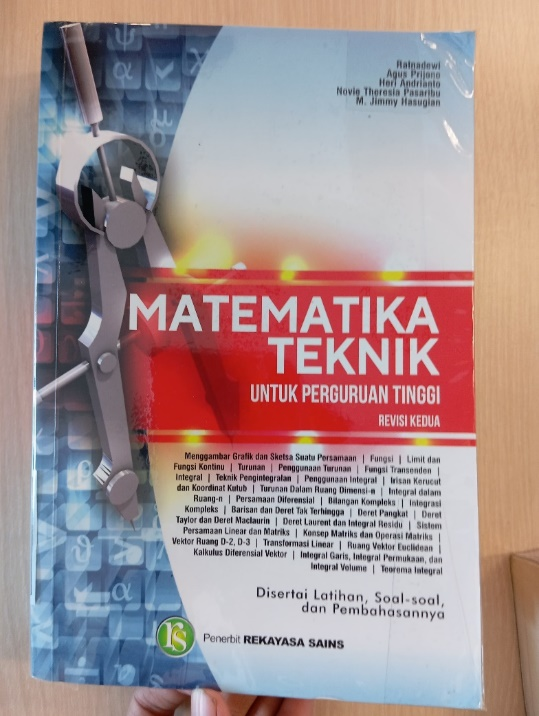 Ratnadewi
Agus Prijono
Heri Andrianto
Novie Theresia Pasaribu
M. Jimmy Hasugian
MATEMATIKA
TEKNIK
UNTUK PERGURUAN TINGGI
REVISI KEDUA
Menggambar Grafik dan Sketsa Suatu Persamaan | Fungsi | Limit dan
Fungsi Kontinu | Turunan | Penggunaan Turunan | Fungsi Transenden |
Integral | Teknik Pengintegralan | Penggunaan Integral | Irisan Kerucut
dan Koordinat Kutub | Turunan Dalam Ruang Dimensi-n | Integral dalam
Ruang-n | Persamaan Diferensial | Bilangan Kompleks | Integral
Kompleks | Barisan dan Deret Tak Terhingga | Deret Pangkat | Deret
Taylor dan Deret Maclaurin | Deret Laurent dan Integral Residu | Sistem
Persamaan Linear dan Matriks | Konsep Matriks dan Operasi Matriks |
Vektor Ruang D-2, D-3 | Transformasi Linear | Ruang Vektor Euclidean |
Kalkulus Diferensial Vektor | Integral Garis, Integral Permukaan, dan
Integral Volume | Teorema Integral
Disertai Latihan, Soal-soal,
dan Pembahasannya
rs
Penerbit REKAYASA SAINS